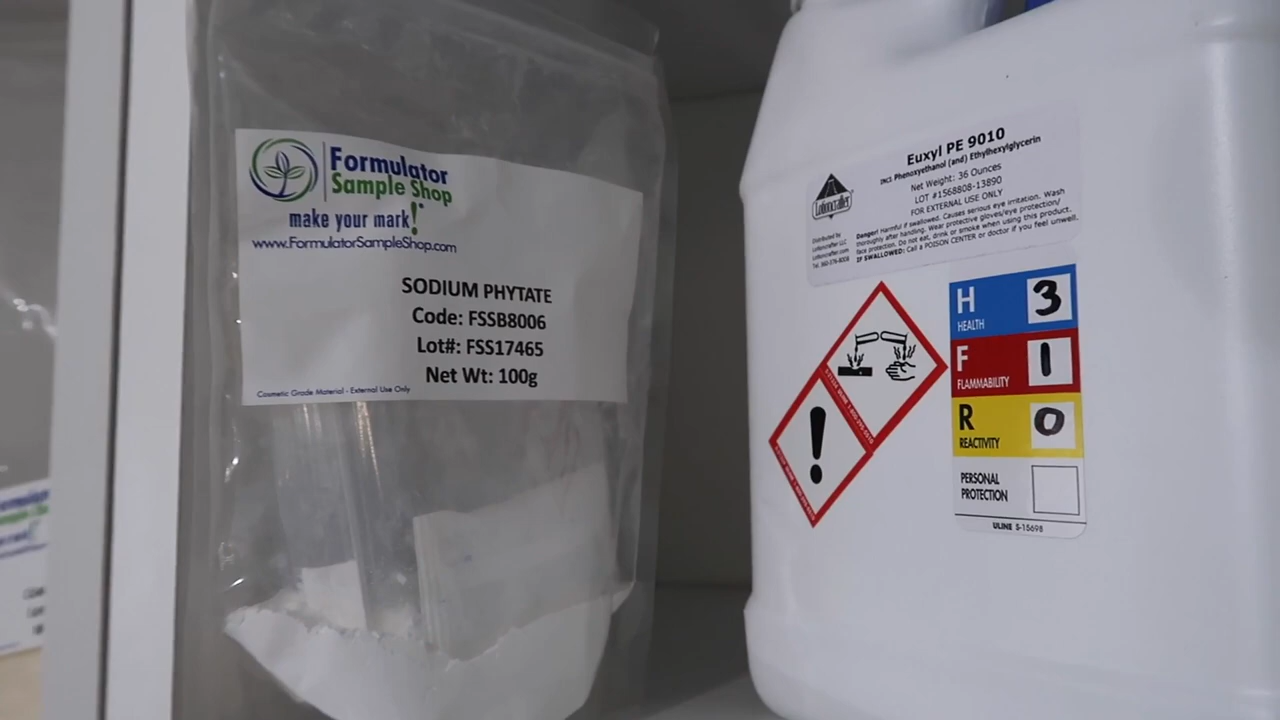 Formulator
Sample Shop
make your mark!
www.FormulatorSampleShop.com
SODIUM PHYTATE
Code: FSSB8006
Lot#: FSS17465
Net Wt: 100g
Cosmetic Grade Material - External Use Only
Euxyl PE 9010
INCI: Phenoxyethanol (and) Ethylhexylglycerin
Net Weight: 36 Ounces
LOT #1568808-13890
FOR EXTERNAL USE ONLY
Lotioncrafter
Distributed by
Lotioncrafter LLC
Lotioncrafter.com
Danger! Harmful if swallowed. Causes serious eye irritation. Wash
thoroughly after handling. Wear protective gloves/eye protection/
face protection. Do not eat, drink or smoke when using this product.
IF SWALLOWED: Call a POISON CENTER or doctor if you feel unwell.
H 3
HEALTH
F 1
FLAMMABILITY
R 0
REACTIVITY
PERSONAL
PROTECTION
ULINE S-15698